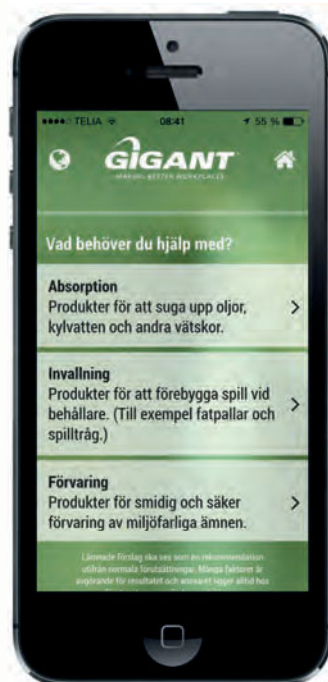 TELIA 08:41 55 %
GIGANT
MAKING BETTER WORKPLACES
Vad behöver du hjälp med?
Absorption
Produkter för att suga upp oljor,
kylvatten och andra vätskor.
Invallning
Produkter för att förebygga spill vid
behållare. (Till exempel fatpallar och
spilltråg.)
Förvaring
Produkter för smidig och säker
förvaring av miljöfarliga ämnen.
Lämnade förslag ska ses som en rekommendation
utifrån normala förutsättningar. Många faktorer är
avgörande för resultatet och ansvaret ligger alltid hos